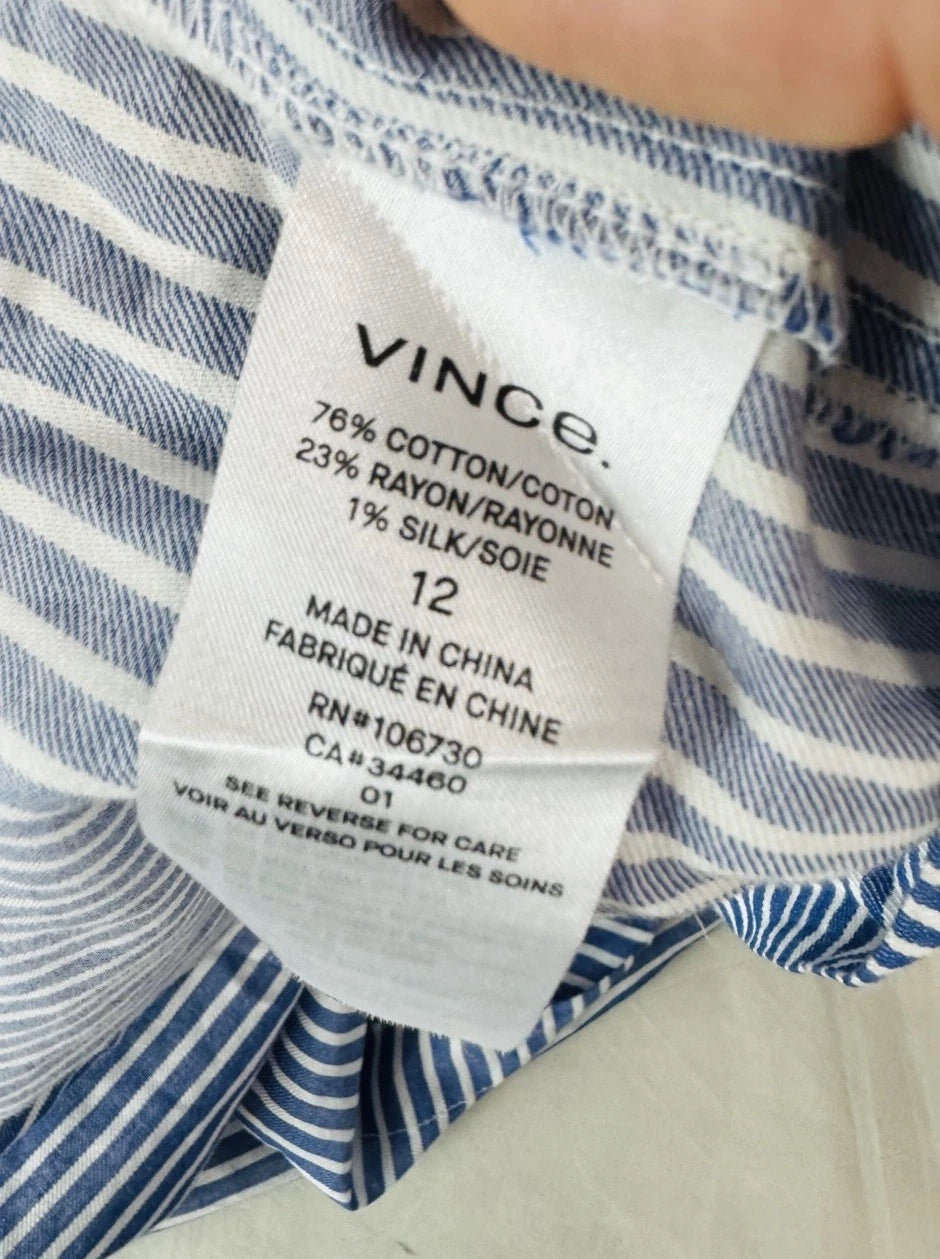 VINCe.
76% COTTON/COTON
23% RAYON/RAYONNE
1% SILK/SOIE
12
MADE IN CHINA
FABRIQUÉ EN CHINE
RN#106730
CA#34460
01
SEE REVERSE FOR CARE
VOIR AU VERSO POUR LES SOINS